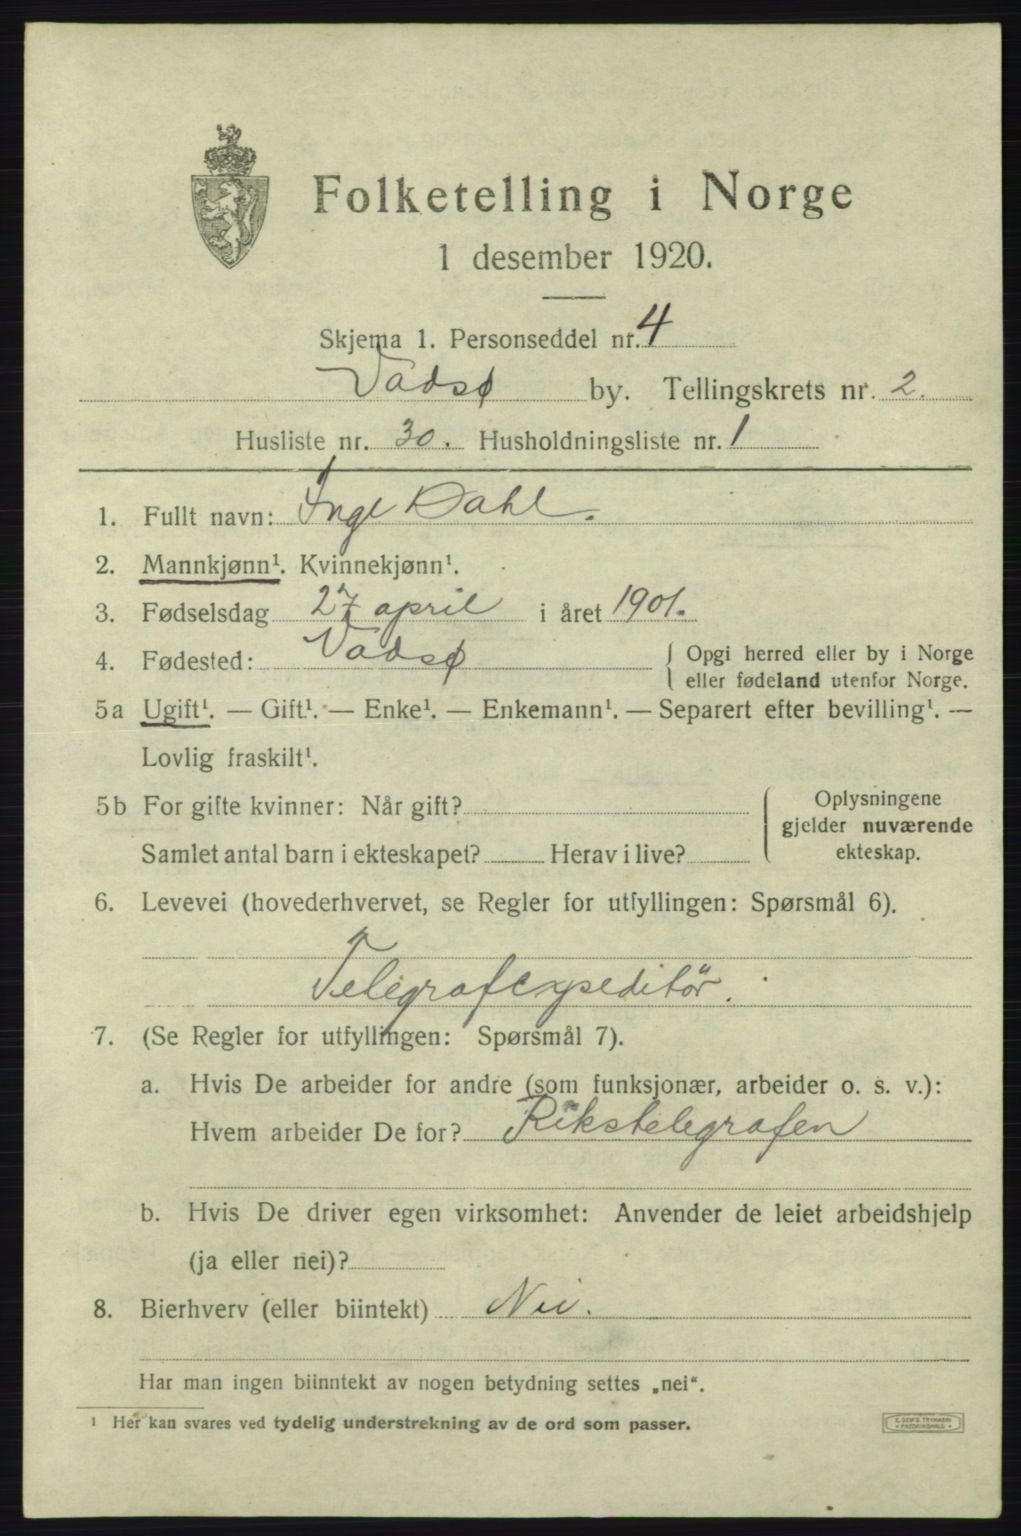 Folketelling i Norge
1 desember 1920.
Skjema 1. Personseddel nr. 4
Vadsø by. Tellingskrets nr. 2.
Husliste nr. 30. Husholdningsliste nr. 1
1. Fullt navn: Inge Dahl.
2. Mannkjønn¹. Kvinnekjønn¹.
3. Fødselsdag 27 april i året 1901.
4. Fødested: Vadsø { Opgi herred eller by i Norge
eller fødeland utenfor Norge.
5a Ugift¹. — Gift¹. — Enke¹. — Enkemann¹. — Separert efter bevilling¹. —
Lovlig fraskilt¹.
5b For gifte kvinner: Når gift?
Samlet antal barn i ekteskapet? Herav i live?
{ Oplysningene
gjelder nuværende
ekteskap.
6. Levevei (hovederhvervet, se Regler for utfyllingen: Spørsmål 6).
Telegrafexpeditör.
7. (Se Regler for utfyllingen: Spørsmål 7).
a. Hvis De arbeider for andre (som funksjonær, arbeider o. s. v.):
Hvem arbeider De for? Rikstelegrafen
b. Hvis De driver egen virksomhet: Anvender de leiet arbeidshjelp
(ja eller nei)?
8. Bierhverv (eller biintekt) Nei.
Har man ingen biinntekt av nogen betydning settes „nei“.
¹ Her kan svares ved tydelig understrekning av de ord som passer.
E. SEM'S TRYKKERI
FREDRIKSHALD